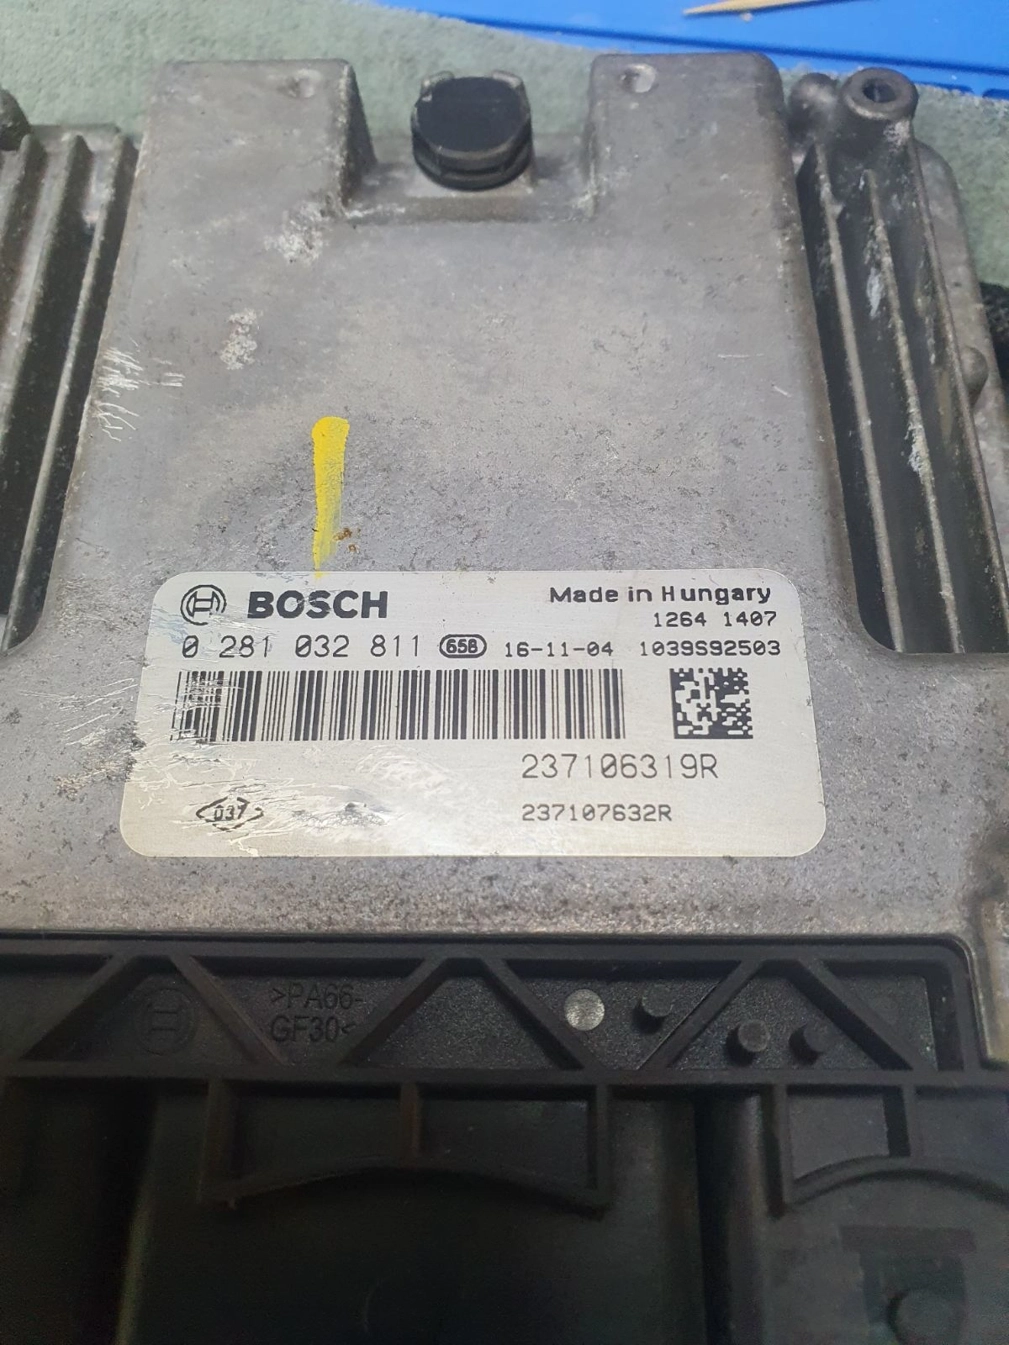 BOSCH
Made in Hungary
1264 1407
0 281 032 811 658 16-11-04 1039S92503
237106319R
037
237107632R
>PA66-
GF30<